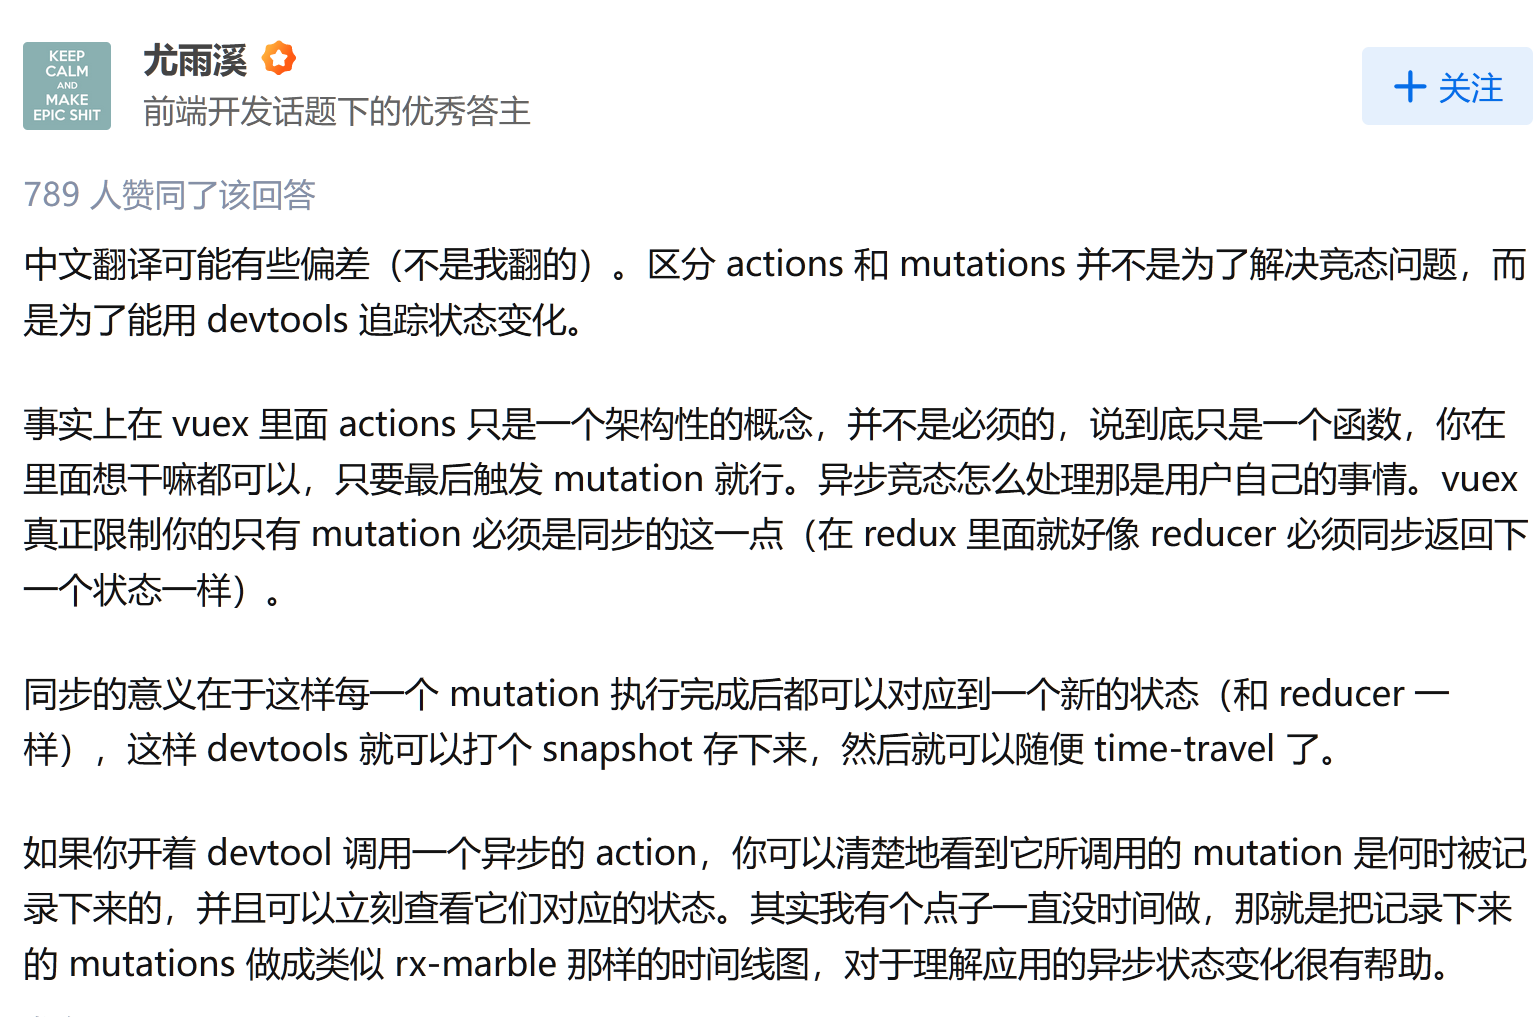 KEEP
CALM
AND
MAKE
EPIC SHIT
尤雨溪
前端开发话题下的优秀答主
关注
789 人赞同了该回答
中文翻译可能有些偏差（不是我翻的）。区分 actions 和 mutations 并不是为了解决竞态问题，而
是为了能用 devtools 追踪状态变化。
事实上在 vuex 里面 actions 只是一个架构性的概念，并不是必须的，说到底只是一个函数，你在
里面想干嘛都可以，只要最后触发 mutation 就行。异步竞态怎么处理那是用户自己的事情。vuex
真正限制你的只有 mutation 必须是同步的这一点（在 redux 里面就好像 reducer 必须同步返回下
一个状态一样）。
同步的意义在于这样每一个 mutation 执行完成后都可以对应到一个新的状态（和 reducer 一
样），这样 devtools 就可以打个 snapshot 存下来，然后就可以随便 time-travel 了。
如果你开着 devtool 调用一个异步的 action，你可以清楚地看到它所调用的 mutation 是何时被记
录下来的，并且可以立刻查看它们对应的状态。其实我有个点子一直没时间做，那就是把记录下来
的 mutations 做成类似 rx-marble 那样的时间线图，对于理解应用的异步状态变化很有帮助。